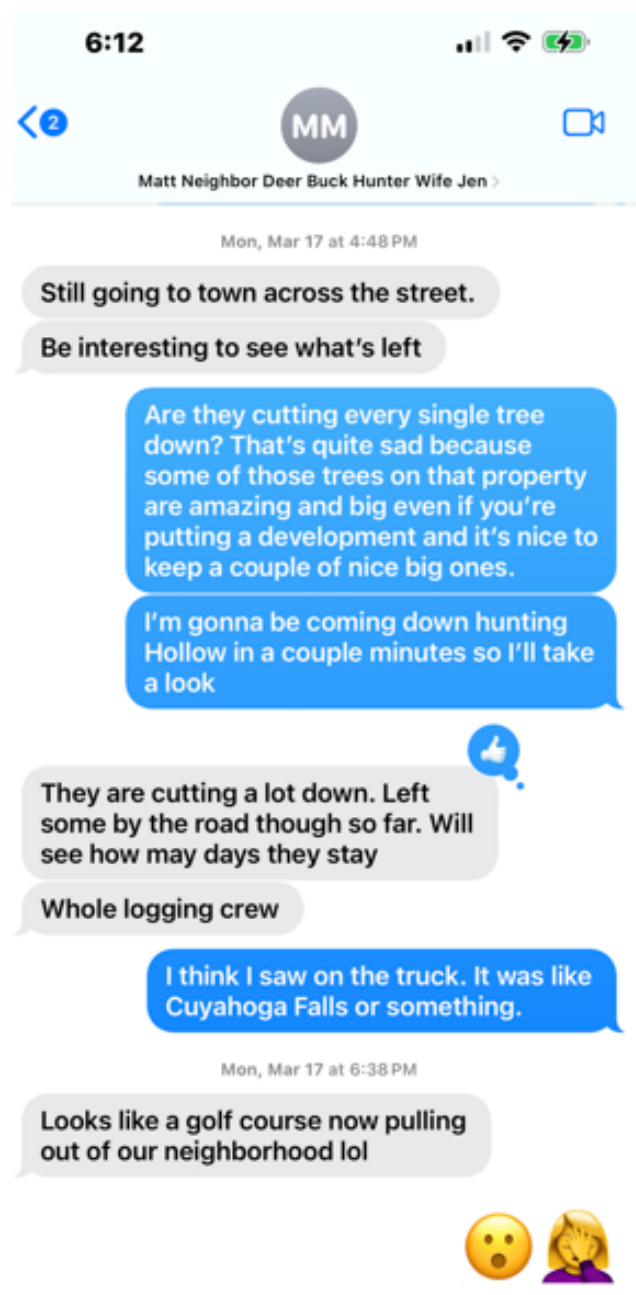 6:12
2
MM
Matt Neighbor Deer Buck Hunter Wife Jen
Mon, Mar 17 at 4:48 PM
Still going to town across the street.
Be interesting to see what's left
Are they cutting every single tree
down? That's quite sad because
some of those trees on that property
are amazing and big even if you're
putting a development and it's nice to
keep a couple of nice big ones.
I'm gonna be coming down hunting
Hollow in a couple minutes so I'll take
a look
They are cutting a lot down. Left
some by the road though so far. Will
see how may days they stay
Whole logging crew
I think I saw on the truck. It was like
Cuyahoga Falls or something.
Mon, Mar 17 at 6:38 PM
Looks like a golf course now pulling
out of our neighborhood lol